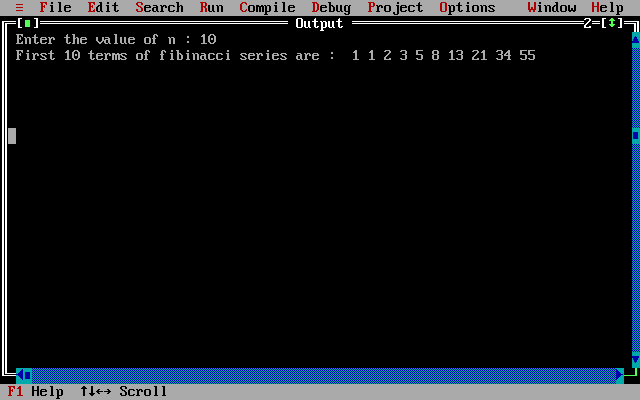 ≡ File Edit Search Run Compile Debug Project Options Window Help
[■] Output 2=[↕]
Enter the value of n : 10
First 10 terms of fibinacci series are :  1 1 2 3 5 8 13 21 34 55
F1 Help ↑↓←→ Scroll